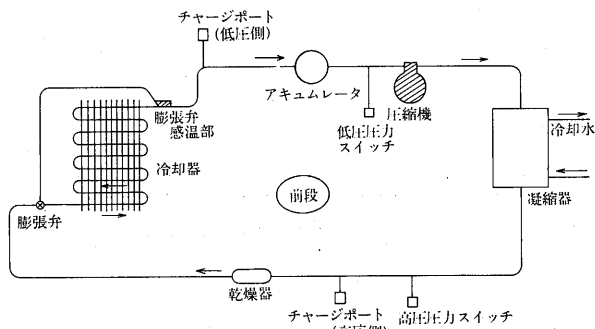 チャージポート
(低圧側)
アキュムレータ
低圧圧力
スイッチ
圧縮機
冷却水
凝縮器
膨張弁
感温部
冷却器
膨張弁
前段
乾燥器
チャージポート
高圧圧力スイッチ